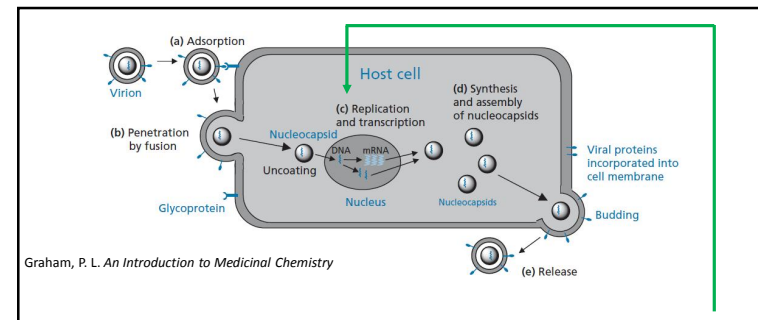 (a) Adsorption
Virion
Host cell
(b) Penetration
by fusion
Nucleocapsid
Uncoating
(c) Replication
and transcription
DNA
mRNA
Nucleus
(d) Synthesis
and assembly
of nucleocapsids
Nucleocapsids
Viral proteins
incorporated into
cell membrane
Glycoprotein
Budding
(e) Release
Graham, P. L. An Introduction to Medicinal Chemistry